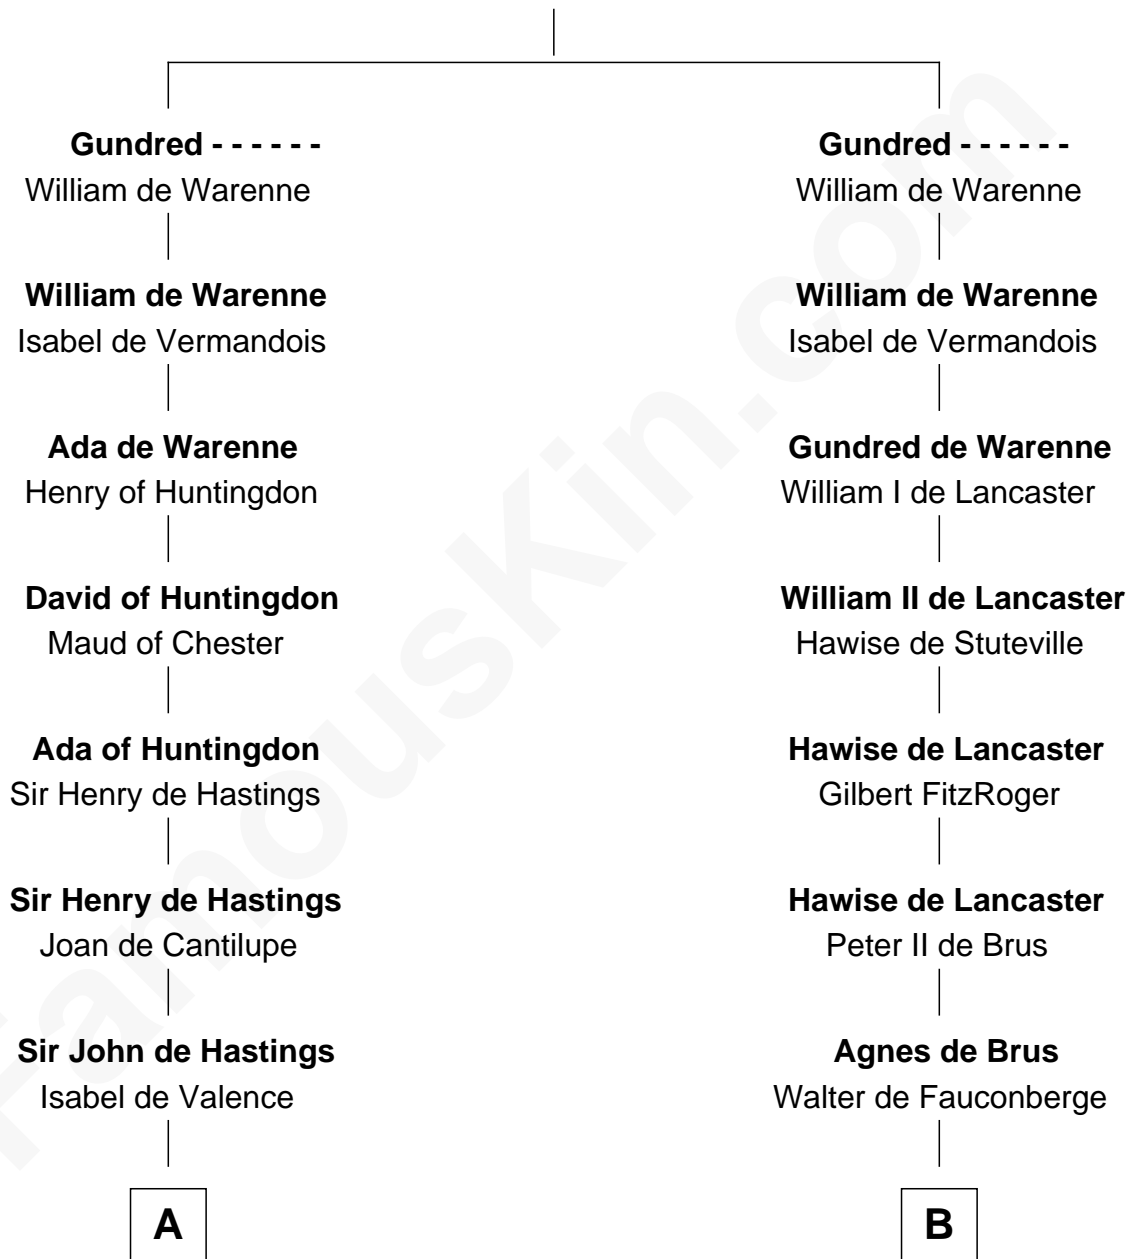 Gundred - - - - - -
William de Warenne
William de Warenne
Isabel de Vermandois
Ada de Warenne
Henry of Huntingdon
David of Huntingdon
Maud of Chester
Ada of Huntingdon
Sir Henry de Hastings
Sir Henry de Hastings
Joan de Cantilupe
Sir John de Hastings
Isabel de Valence
A
Gundred - - - - - -
William de Warenne
William de Warenne
Isabel de Vermandois
Gundred de Warenne
William I de Lancaster
William II de Lancaster
Hawise de Stuteville
Hawise de Lancaster
Gilbert FitzRoger
Hawise de Lancaster
Peter II de Brus
Agnes de Brus
Walter de Fauconberge
B
FamousKin.com